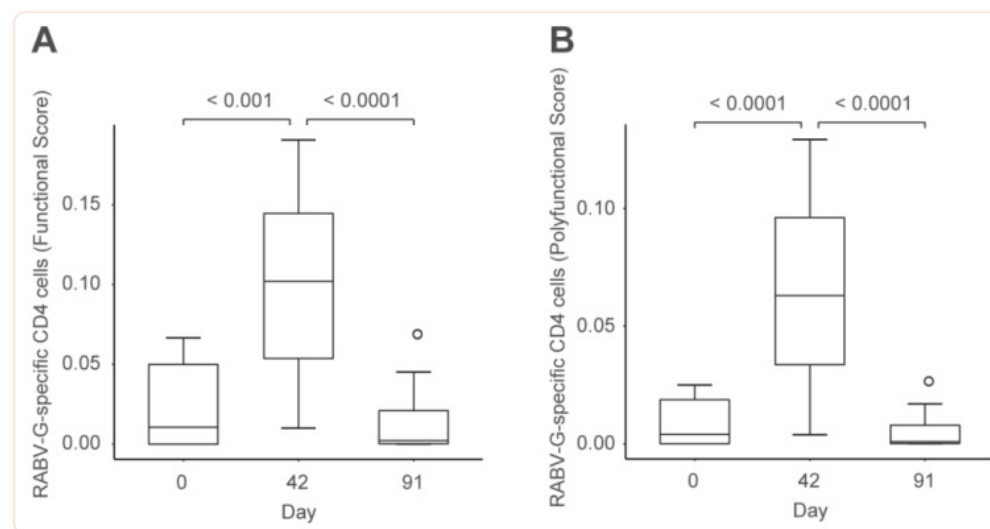 A
RABV-G-specific CD4 cells (Functional Score)
< 0.001
< 0.0001
0.15
0.10
0.05
0.00
0
42
91
Day
B
RABV-G-specific CD4 cells (Polyfunctional Score)
< 0.0001
< 0.0001
0.10
0.05
0.00
0
42
91
Day